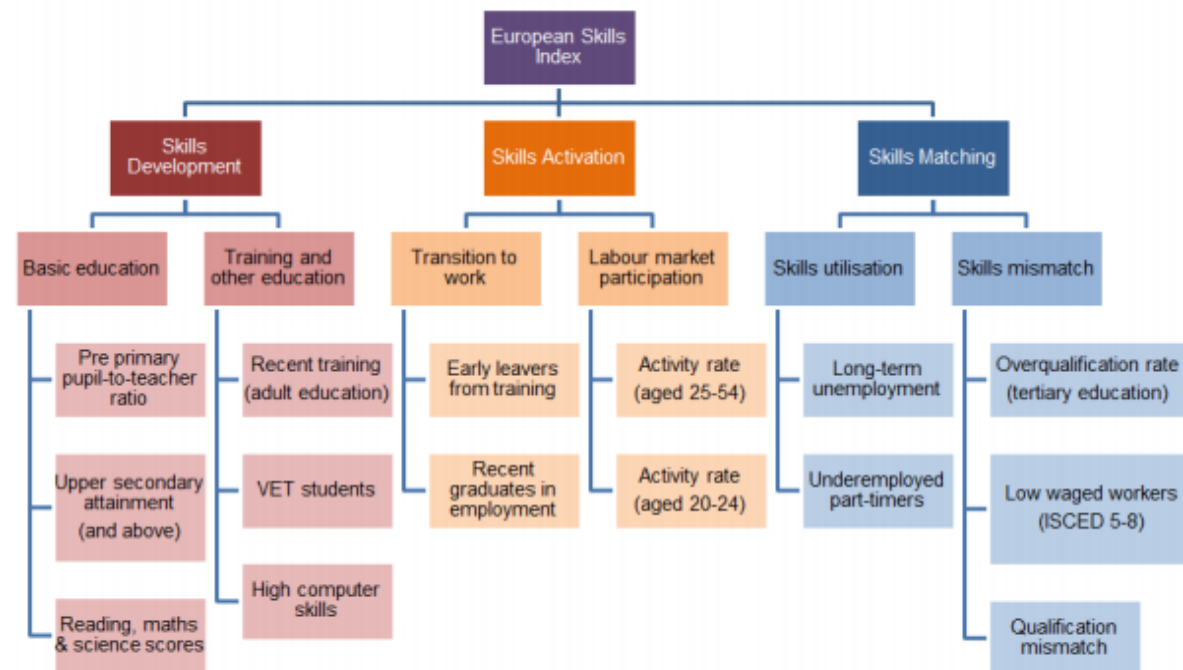 European Skills
Index
Skills
Development
Skills Activation
Skills Matching
Basic education
Training and
other education
Transition to
work
Labour market
participation
Skills utilisation
Skills mismatch
Pre primary
pupil-to-teacher
ratio
Recent training
(adult education)
Early leavers
from training
Activity rate
(aged 25-54)
Long-term
unemployment
Overqualification rate
(tertiary education)
Upper secondary
attainment
(and above)
VET students
Recent
graduates in
employment
Activity rate
(aged 20-24)
Underemployed
part-timers
Low waged workers
(ISCED 5-8)
Reading, maths
& science scores
High computer
skills
Qualification
mismatch